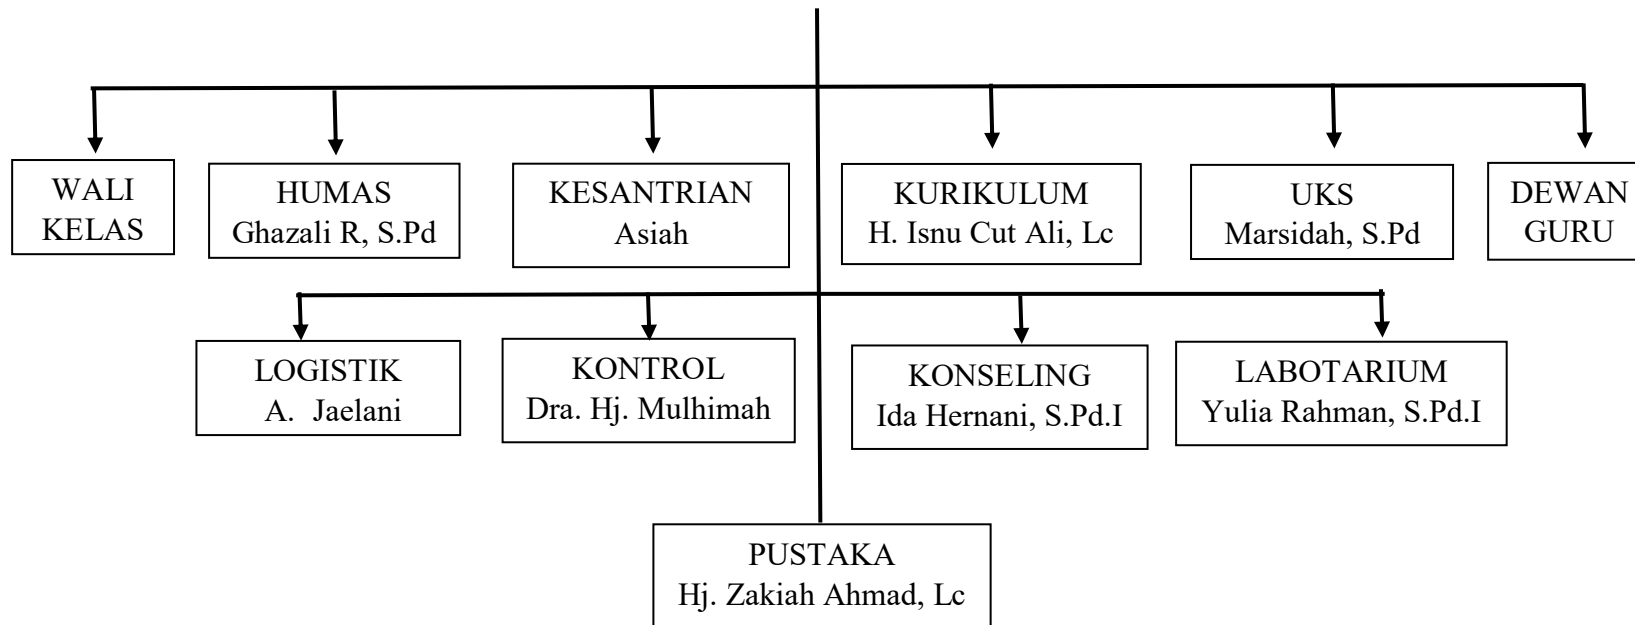 WALI
KELAS
HUMAS
Ghazali R, S.Pd
KESANTRIAN
Asiah
KURIKULUM
H. Isnu Cut Ali, Lc
UKS
Marsidah, S.Pd
DEWAN
GURU
LOGISTIK
A. Jaelani
KONTROL
Dra. Hj. Mulhimah
KONSELING
Ida Hernani, S.Pd.I
LABOTARIUM
Yulia Rahman, S.Pd.I
PUSTAKA
Hj. Zakiah Ahmad, Lc